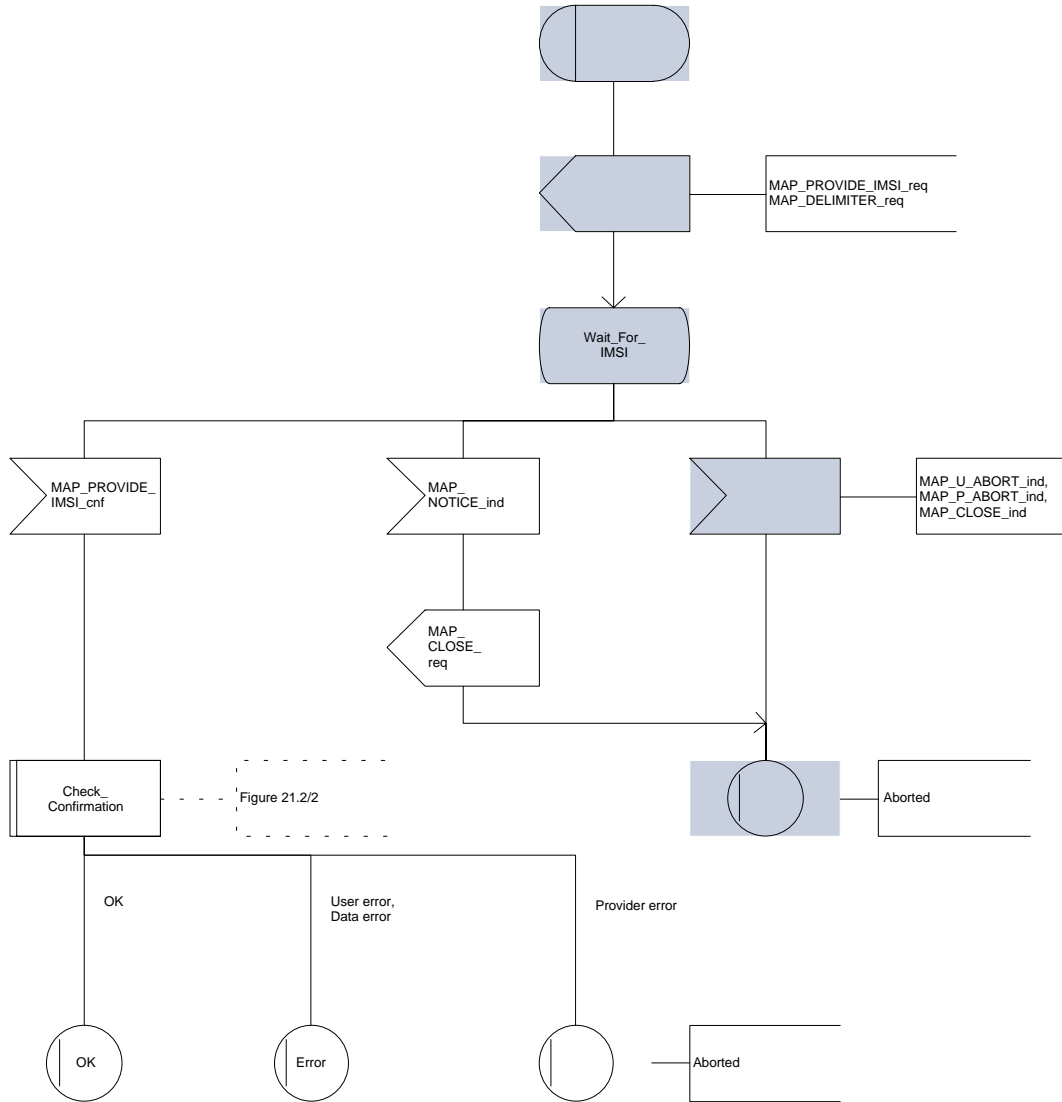 MAP_PROVIDE_IMSI_req
MAP_DELIMITER_req
Wait_For_
IMSI
MAP_PROVIDE_
IMSI_cnf
MAP_
NOTICE_ind
MAP_U_ABORT_ind,
MAP_P_ABORT_ind,
MAP_CLOSE_ind
MAP_
CLOSE_
req
Check_
Confirmation
Figure 21.2/2
Aborted
OK
User error,
Data error
Provider error
OK
Error
Aborted